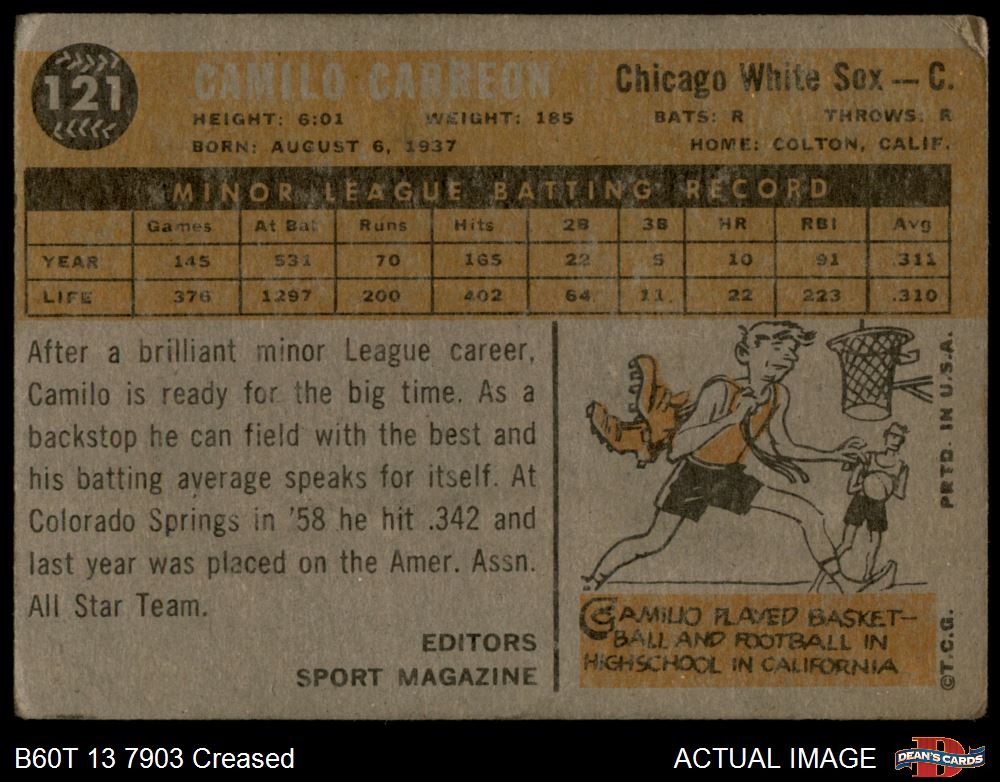 121
CAMILO CARREON
Chicago White Sox — C.
HEIGHT: 6:01 WEIGHT: 185 BATS: R THROWS: R
BORN: AUGUST 6, 1937 HOME: COLTON, CALIF.
MINOR LEAGUE BATTING RECORD
Games At Bat Runs Hits 2B 3B HR RBI Avg
YEAR 145 531 70 165 22 5 10 91 .311
LIFE 376 1297 200 402 64 11 22 223 .310
After a brilliant minor League career,
Camilo is ready for the big time. As a
backstop he can field with the best and
his batting average speaks for itself. At
Colorado Springs in '58 he hit .342 and
last year was placed on the Amer. Assn.
All Star Team.
EDITORS
SPORT MAGAZINE
CAMILIO PLAYED BASKET-
BALL AND FOOTBALL IN
HIGHSCHOOL IN CALIFORNIA
©T.C.G. PRTD. IN U.S.A.
B60T 13 7903 Creased
ACTUAL IMAGE
D
DEAN'S CARDS